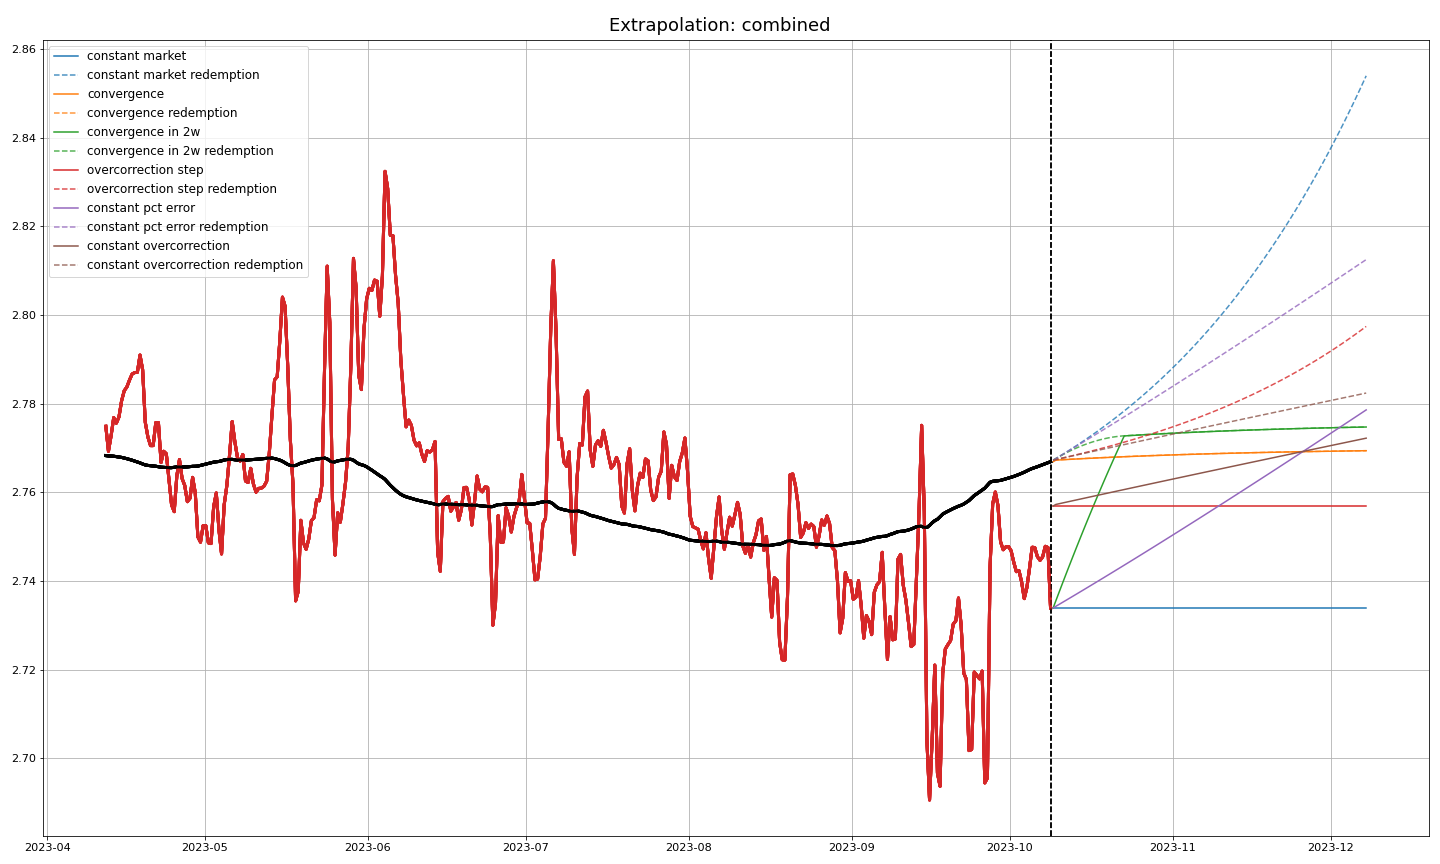 Extrapolation: combined
2.86
2.84
2.82
2.80
2.78
2.76
2.74
2.72
2.70
constant market
constant market redemption
convergence
convergence redemption
convergence in 2w
convergence in 2w redemption
overcorrection step
overcorrection step redemption
constant pct error
constant pct error redemption
constant overcorrection
constant overcorrection redemption
2023-04 2023-05 2023-06 2023-07 2023-08 2023-09 2023-10 2023-11 2023-12